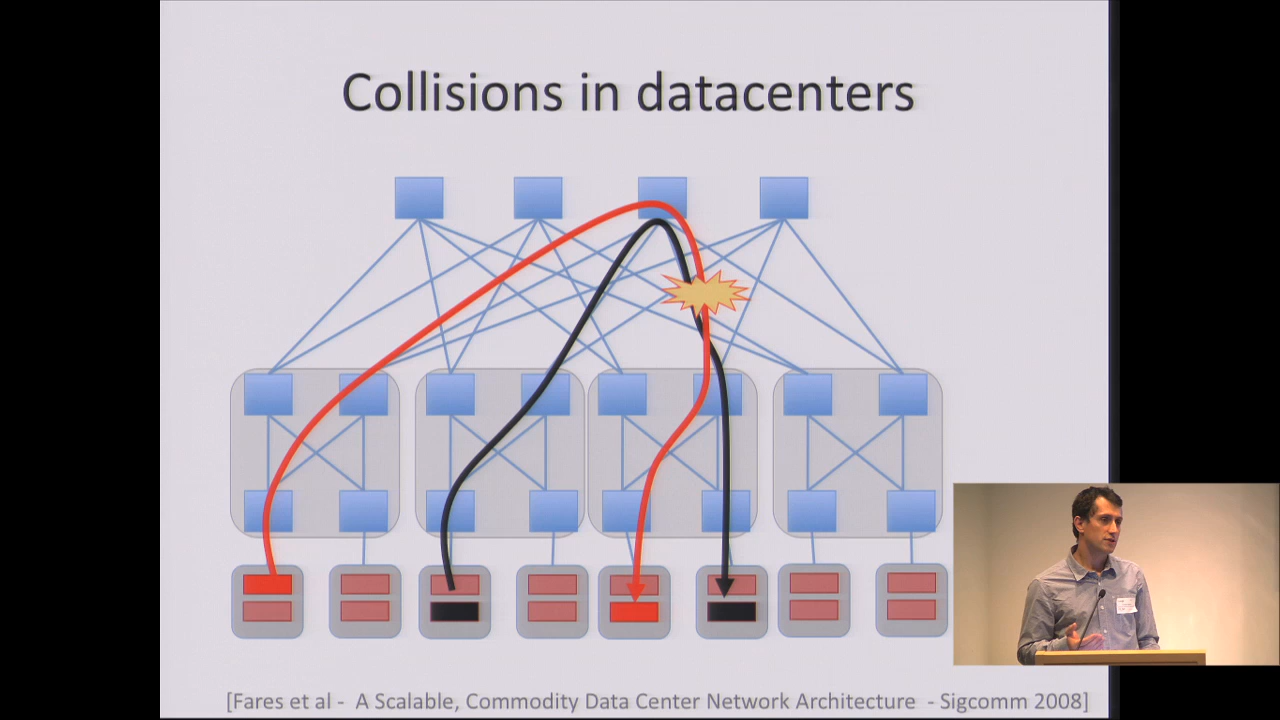 Collisions in datacenters
[Fares et al - A Scalable, Commodity Data Center Network Architecture - Sigcomm 2008]